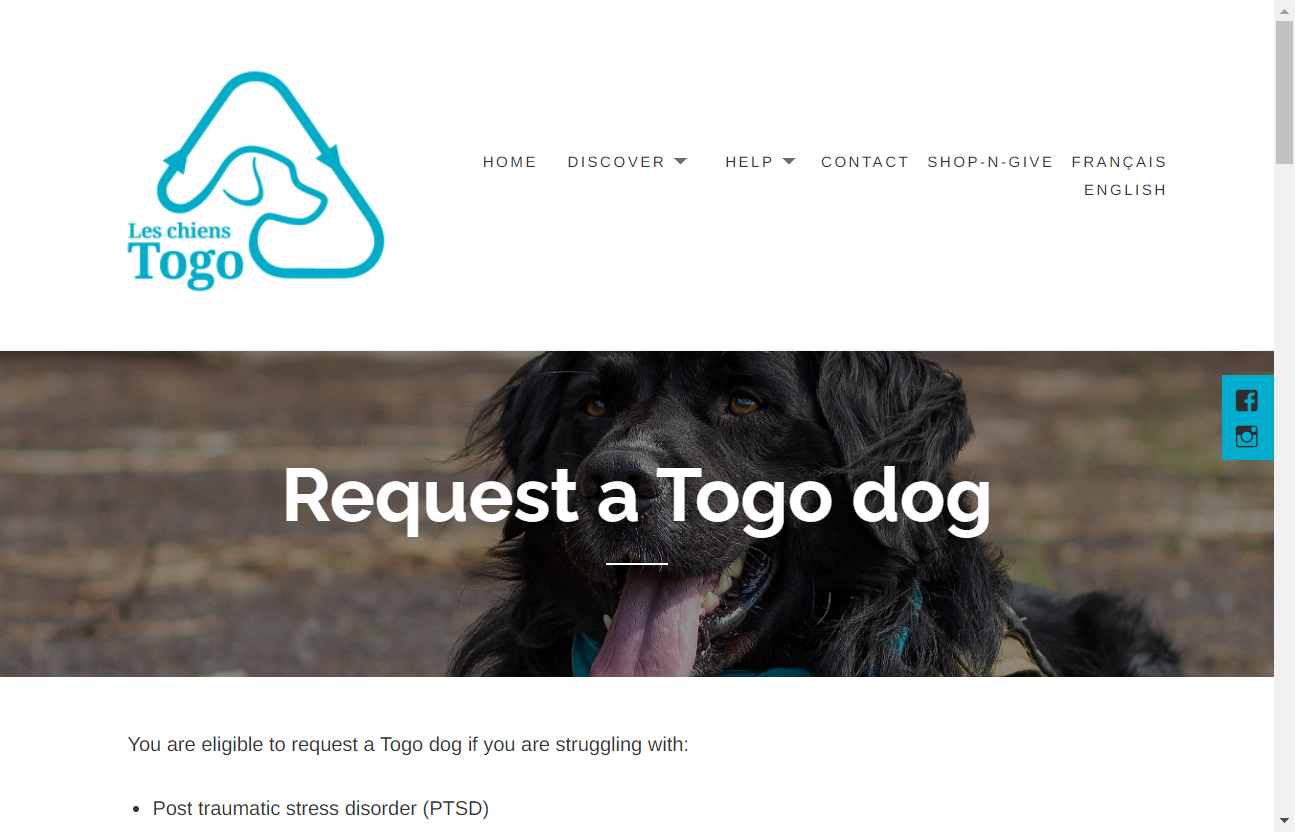 Les chiens
Togo
HOME DISCOVER HELP CONTACT SHOP-N-GIVE FRANÇAIS
ENGLISH
Request a Togo dog
You are eligible to request a Togo dog if you are struggling with:
• Post traumatic stress disorder (PTSD)